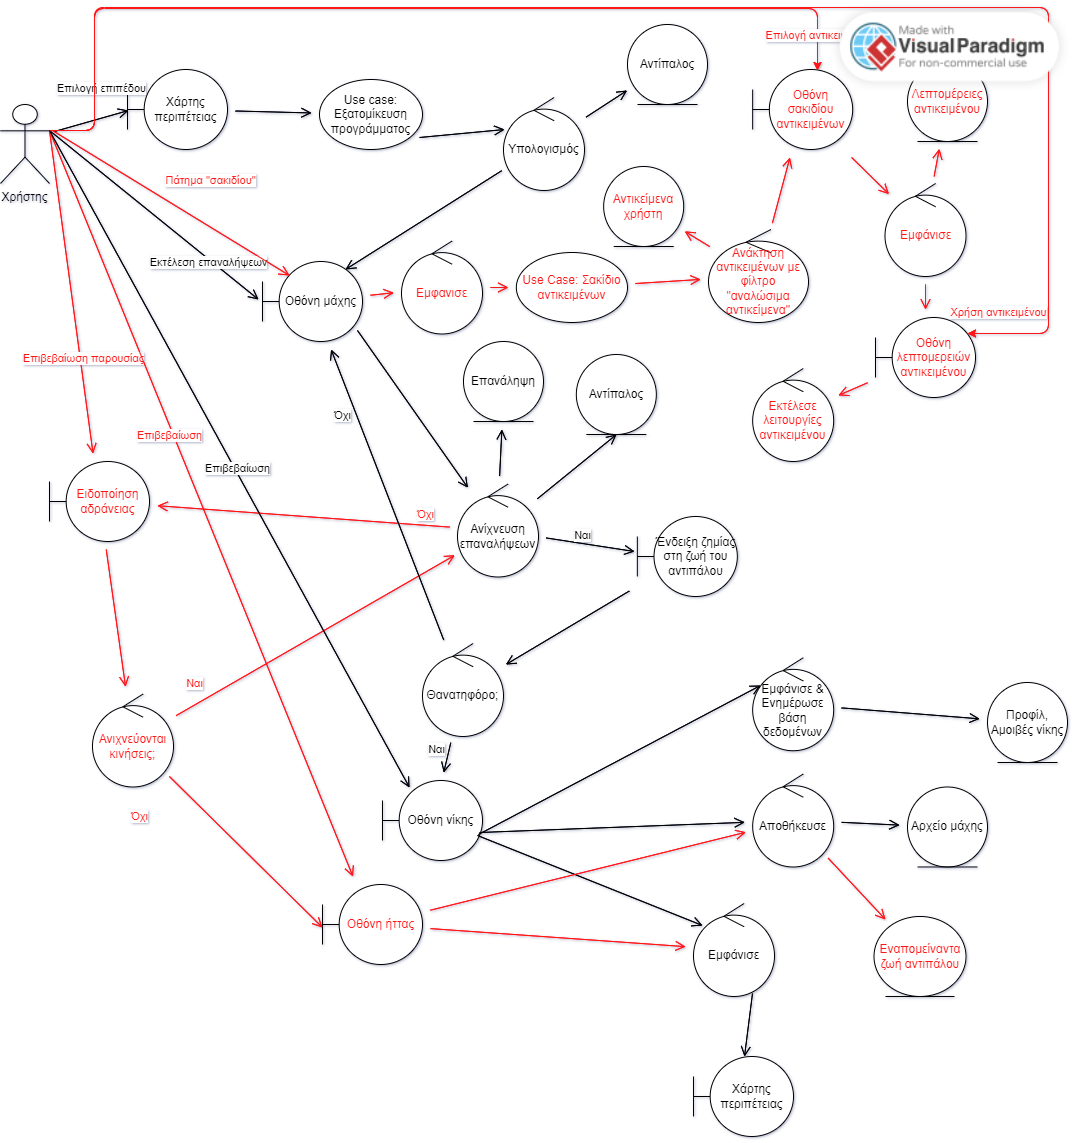 Επιλογή αντικει
Made with
Visual Paradigm
For non-commercial use
Αντίπαλος
Επιλογή επιπέδου
Χάρτης
περιπέτειας
Use case:
Εξατομίκευση
προγράμματος
Υπολογισμός
Οθόνη
σακιδίου
αντικειμένων
Λεπτομέρειες
αντικειμένου
Χρήστης
Πάτημα "σακιδίου"
Αντικείμενα
χρήστη
Εμφάνισε
Εκτέλεση επαναλήψεων
Οθόνη μάχης
Εμφανισε
Use Case: Σακίδιο
αντικειμένων
Ανάκτηση
αντικειμένων με
φίλτρο
"αναλώσιμα
αντικείμενα"
Χρήση αντικειμένου
Οθόνη
λεπτομερειών
αντικειμένου
Επιβεβαίωση παρουσίας
Επανάληψη
Αντίπαλος
Όχι
Εκτέλεσε
λειτουργίες
αντικειμένου
Επιβεβαίωση
Επιβεβαίωση
Ειδοποίηση
αδράνειας
Όχι
Ανίχνευση
επαναλήψεων
Ναι
Ένδειξη ζημίας
στη ζωή του
αντιπάλου
Ναι
Θανατηφόρο;
Εμφάνισε &
Ενημέρωσε
βάση
δεδομένων
Προφίλ,
Αμοιβές νίκης
Ανιχνεύονται
κινήσεις;
Ναι
Όχι
Οθόνη νίκης
Αποθήκευσε
Αρχείο μάχης
Οθόνη ήττας
Εμφάνισε
Εναπομείναντα
ζωή αντιπάλου
Χάρτης
περιπέτειας